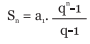 Sₙ = a₁. qⁿ-1 / q-1